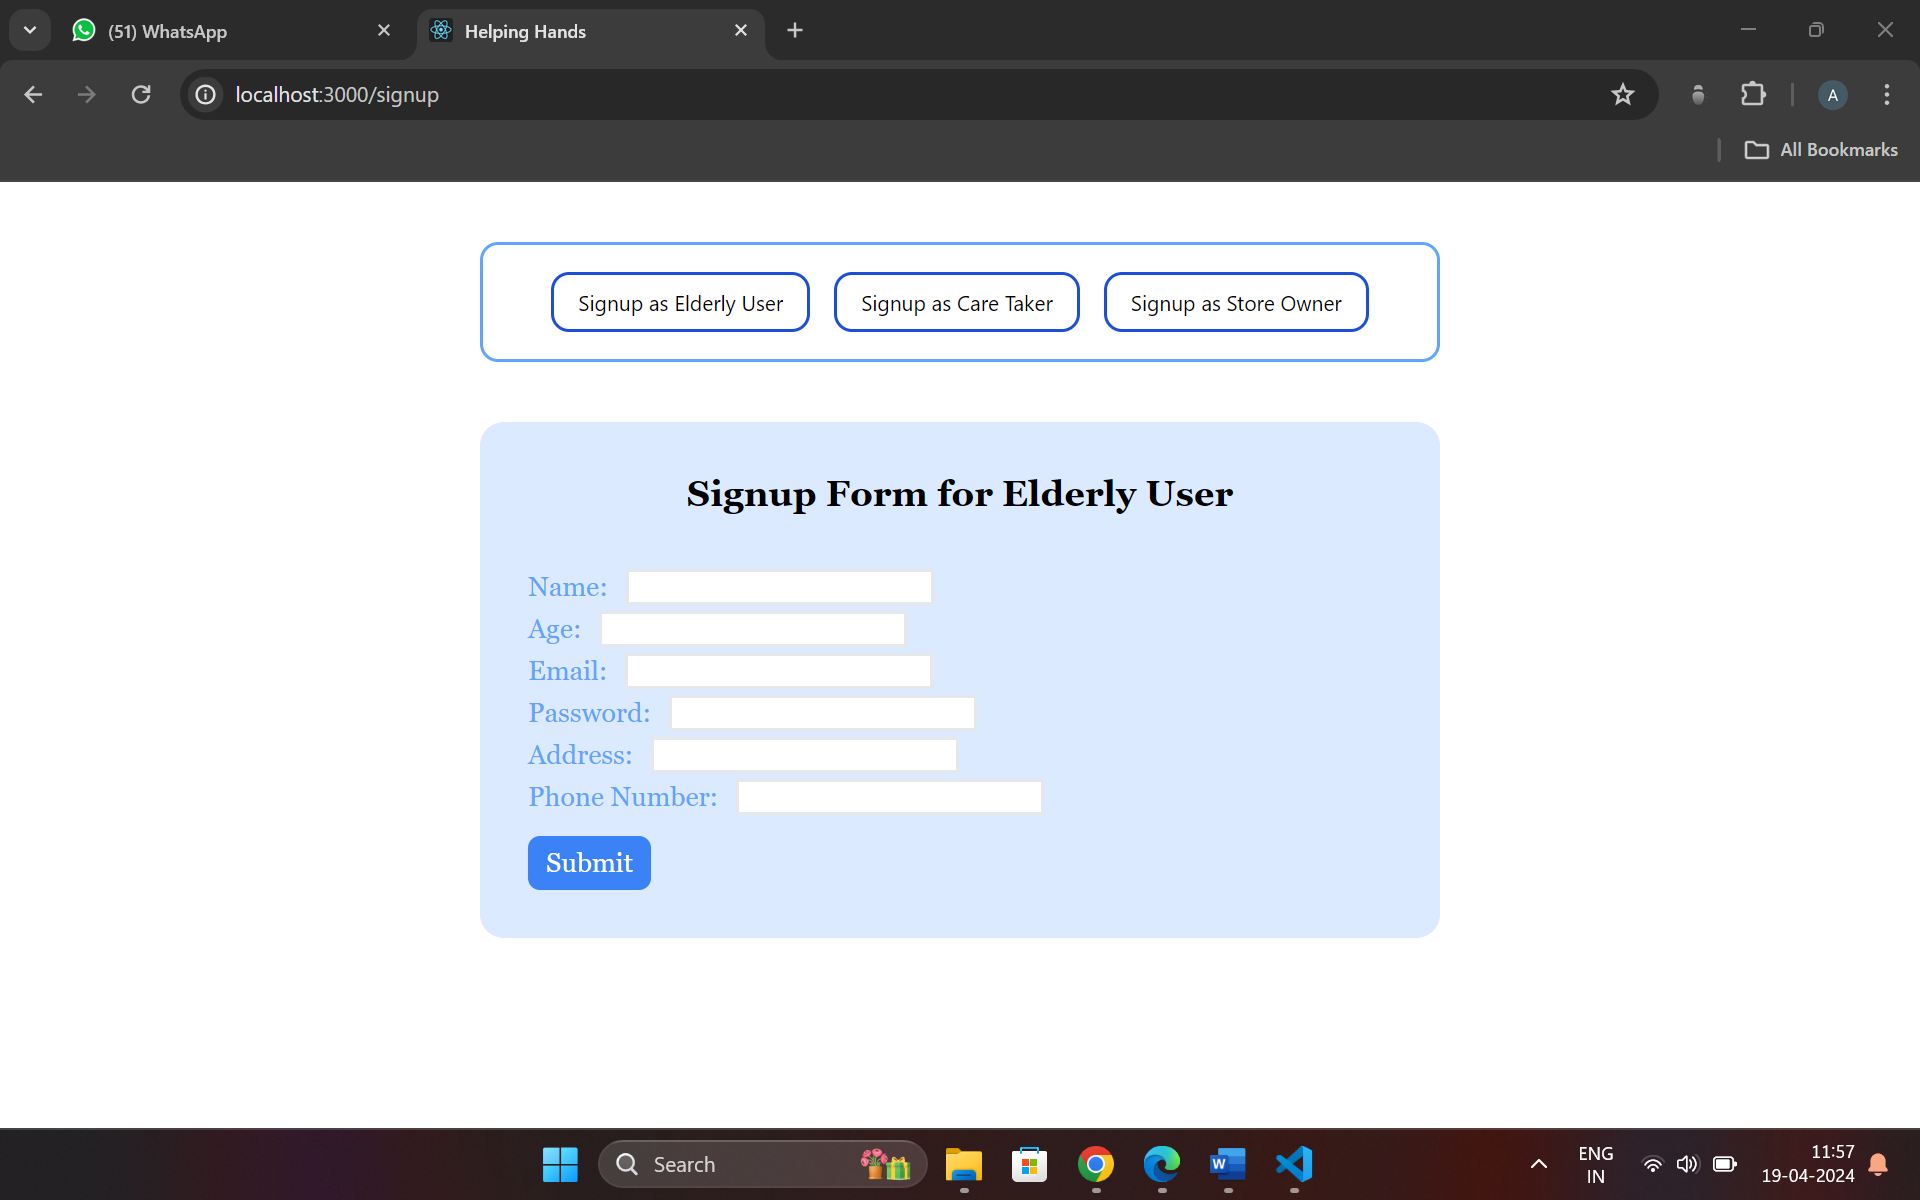 (51) WhatsApp
Helping Hands
localhost:3000/signup
A
All Bookmarks
Signup as Elderly User
Signup as Care Taker
Signup as Store Owner
Signup Form for Elderly User
Name:
Age:
Email:
Password:
Address:
Phone Number:
Submit
Search
W
ENG
IN
11:57
19-04-2024